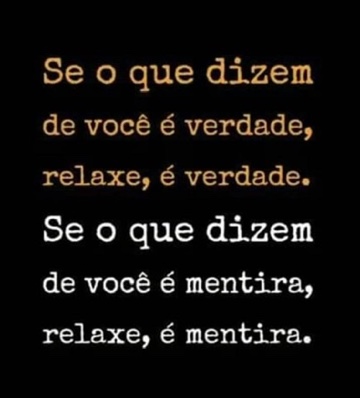 Se o que dizem
de você é verdade,
relaxe, é verdade.
Se o que dizem
de você é mentira,
relaxe, é mentira.